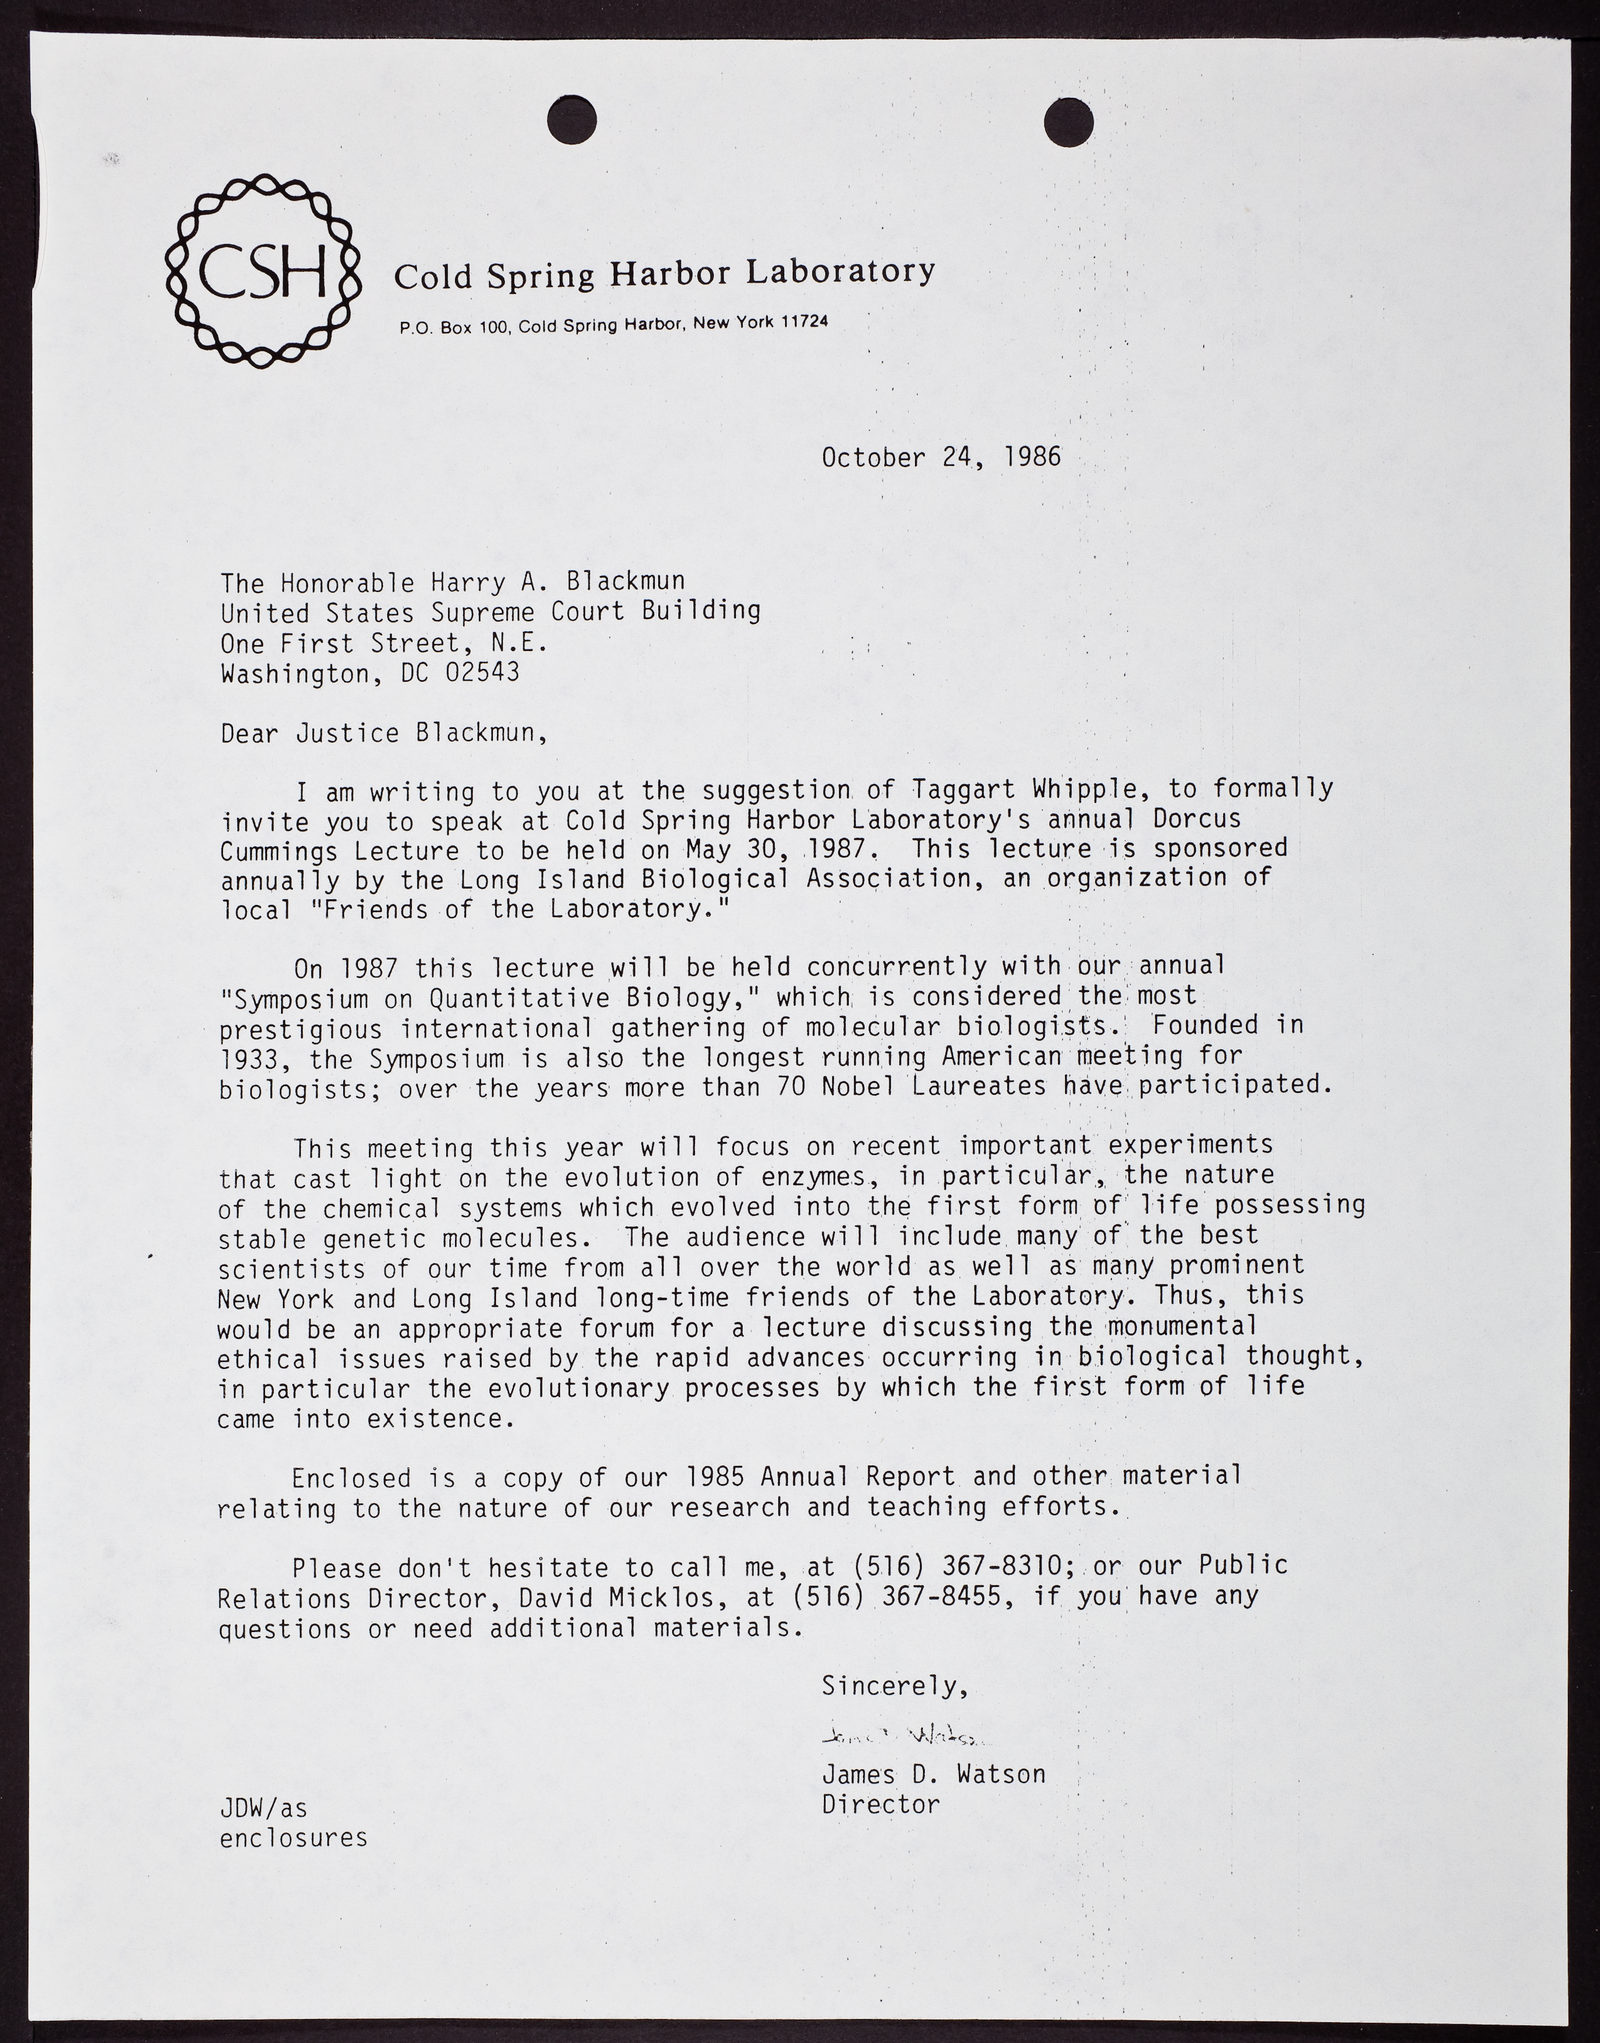 CSH
Cold Spring Harbor Laboratory
P.O. Box 100, Cold Spring Harbor, New York 11724
October 24, 1986
The Honorable Harry A. Blackmun
United States Supreme Court Building
One First Street, N.E.
Washington, DC 02543
Dear Justice Blackmun,
I am writing to you at the suggestion of Taggart Whipple, to formally
invite you to speak at Cold Spring Harbor Laboratory's annual Dorcus
Cummings Lecture to be held on May 30, 1987. This lecture is sponsored
annually by the Long Island Biological Association, an organization of
local "Friends of the Laboratory."
On 1987 this lecture will be held concurrently with our annual
"Symposium on Quantitative Biology," which is considered the most
prestigious international gathering of molecular biologists. Founded in
1933, the Symposium is also the longest running American meeting for
biologists; over the years more than 70 Nobel Laureates have participated.
This meeting this year will focus on recent important experiments
that cast light on the evolution of enzymes, in particular, the nature
of the chemical systems which evolved into the first form of life possessing
stable genetic molecules. The audience will include many of the best
scientists of our time from all over the world as well as many prominent
New York and Long Island long-time friends of the Laboratory. Thus, this
would be an appropriate forum for a lecture discussing the monumental
ethical issues raised by the rapid advances occurring in biological thought,
in particular the evolutionary processes by which the first form of life
came into existence.
Enclosed is a copy of our 1985 Annual Report and other material
relating to the nature of our research and teaching efforts.
Please don't hesitate to call me, at (516) 367-8310; or our Public
Relations Director, David Micklos, at (516) 367-8455, if you have any
questions or need additional materials.
Sincerely,
Watson
James D. Watson
Director
JDW/as
enclosures